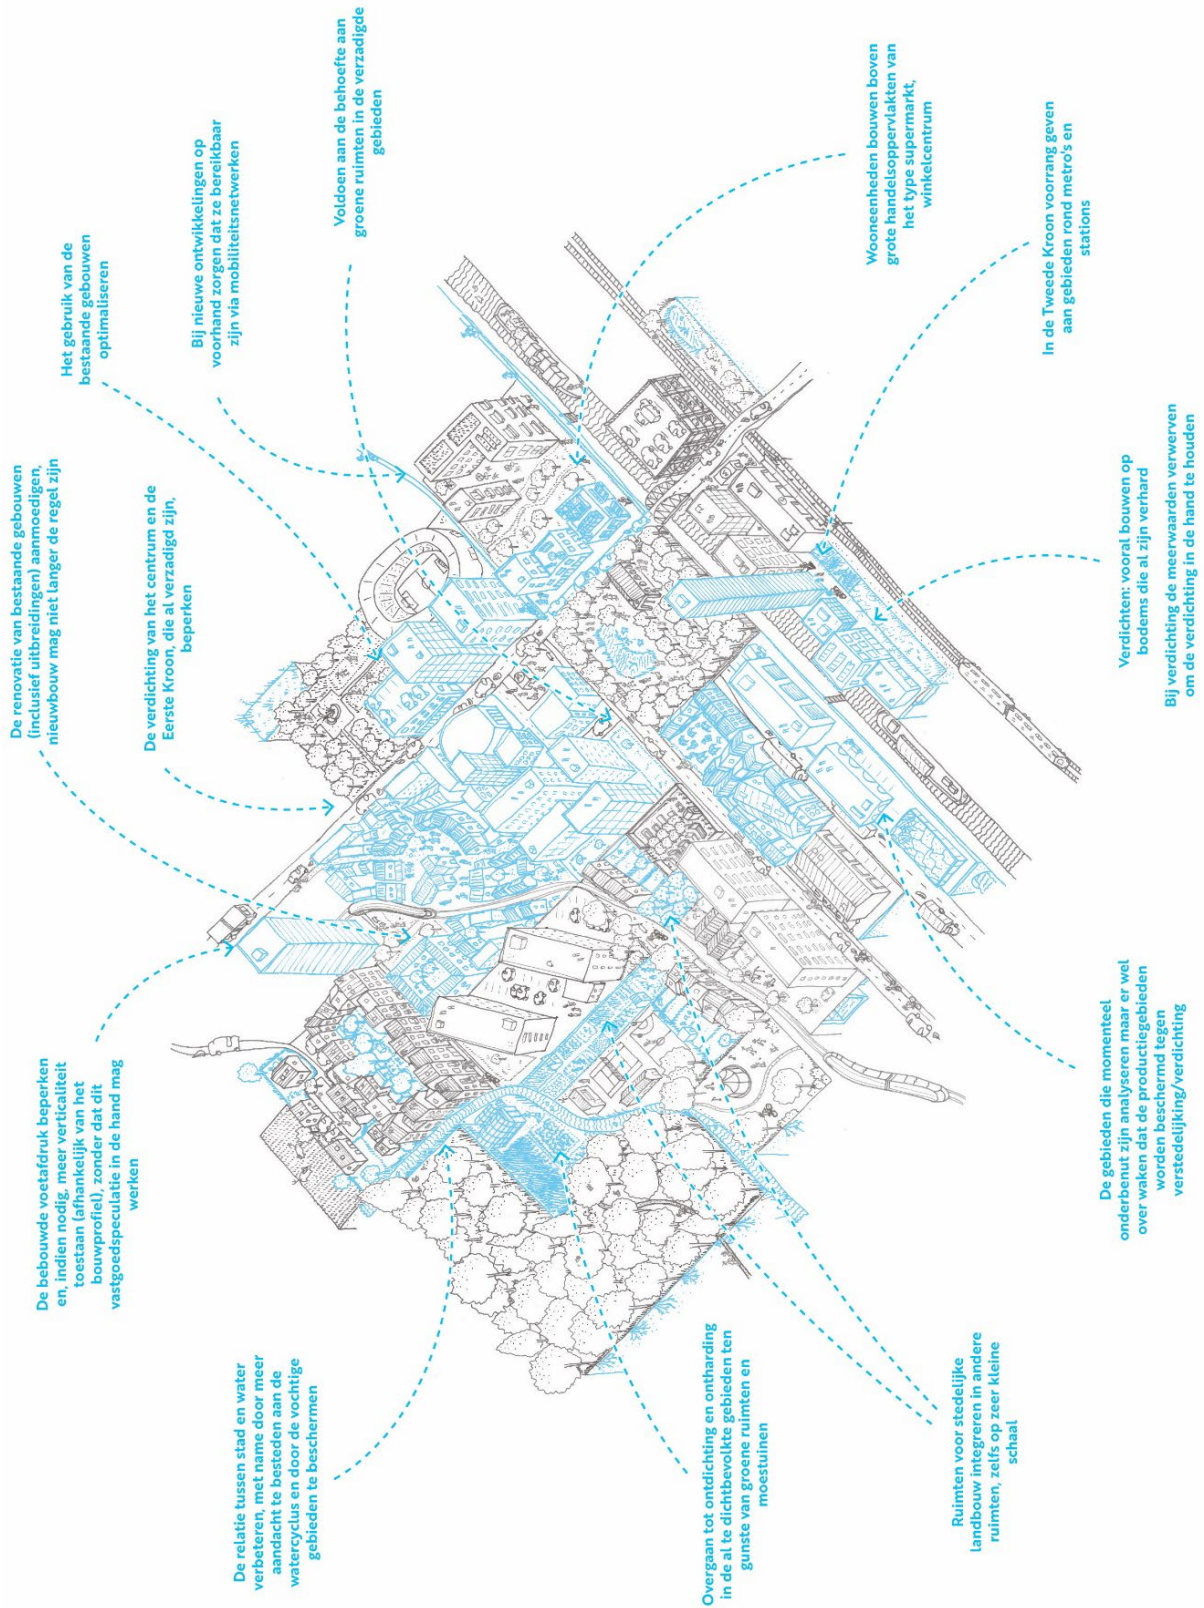 De bebouwde voetafdruk beperken
en, indien nodig, meer verticaliteit
toestaan (afhankelijk van het
bouwprofiel), zonder dat dit
vastgoedspeculatie in de hand mag
werken
De renovatie van bestaande gebouwen
(inclusief uitbreidingen) aanmoedigen,
nieuwbouw mag niet langer de regel zijn
De verdichting van het centrum en de
Eerste Kroon, die al verzadigd zijn,
beperken
Het gebruik van de
bestaande gebouwen
optimaliseren
Bij nieuwe ontwikkelingen op
voorhand zorgen dat ze bereikbaar
zijn via mobiliteitsnetwerken
Voldoen aan de behoefte aan
groene ruimten in de verzadigde
gebieden
De relatie tussen stad en water
verbeteren, met name door meer
aandacht te besteden aan de
watercyclus en door de vochtige
gebieden te beschermen
Overgaan tot ontdichting en ontharding
in de al te dichtbevolkte gebieden ten
gunste van groene ruimten en
moestuinen
Ruimten voor stedelijke
landbouw integreren in andere
ruimten, zelfs op zeer kleine
schaal
De gebieden die momenteel
onderbenut zijn analyseren maar er wel
over waken dat de productiegebieden
worden beschermd tegen
verstedelijking/verdichting
Verdichten: vooral bouwen op
bodems die al zijn verhard
Bij verdichting de meerwaarden verwerven
om de verdichting in de hand te houden
In de Tweede Kroon voorrang geven
aan gebieden rond metro's en
stations
Wooneenheden bouwen boven
grote handelsoppervlakten van
het type supermarkt,
winkelcentrum